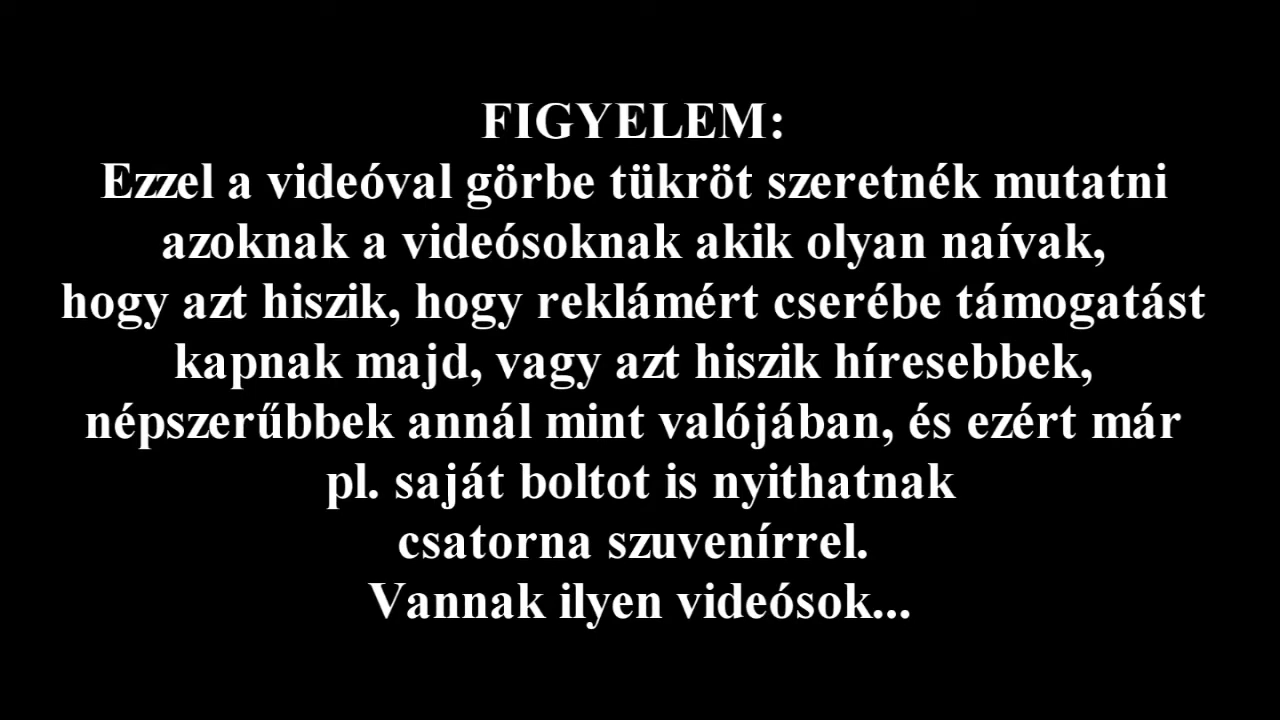 FIGYELEM:
Ezzel a videóval görbe tükröt szeretnék mutatni
azoknak a videósoknak akik olyan naívak,
hogy azt hiszik, hogy reklámért cserébe támogatást
kapnak majd, vagy azt hiszik híresebbek,
népszerűbbek annál mint valójában, és ezért már
pl. saját boltot is nyithatnak
csatorna szuvenírrel.
Vannak ilyen videósok...